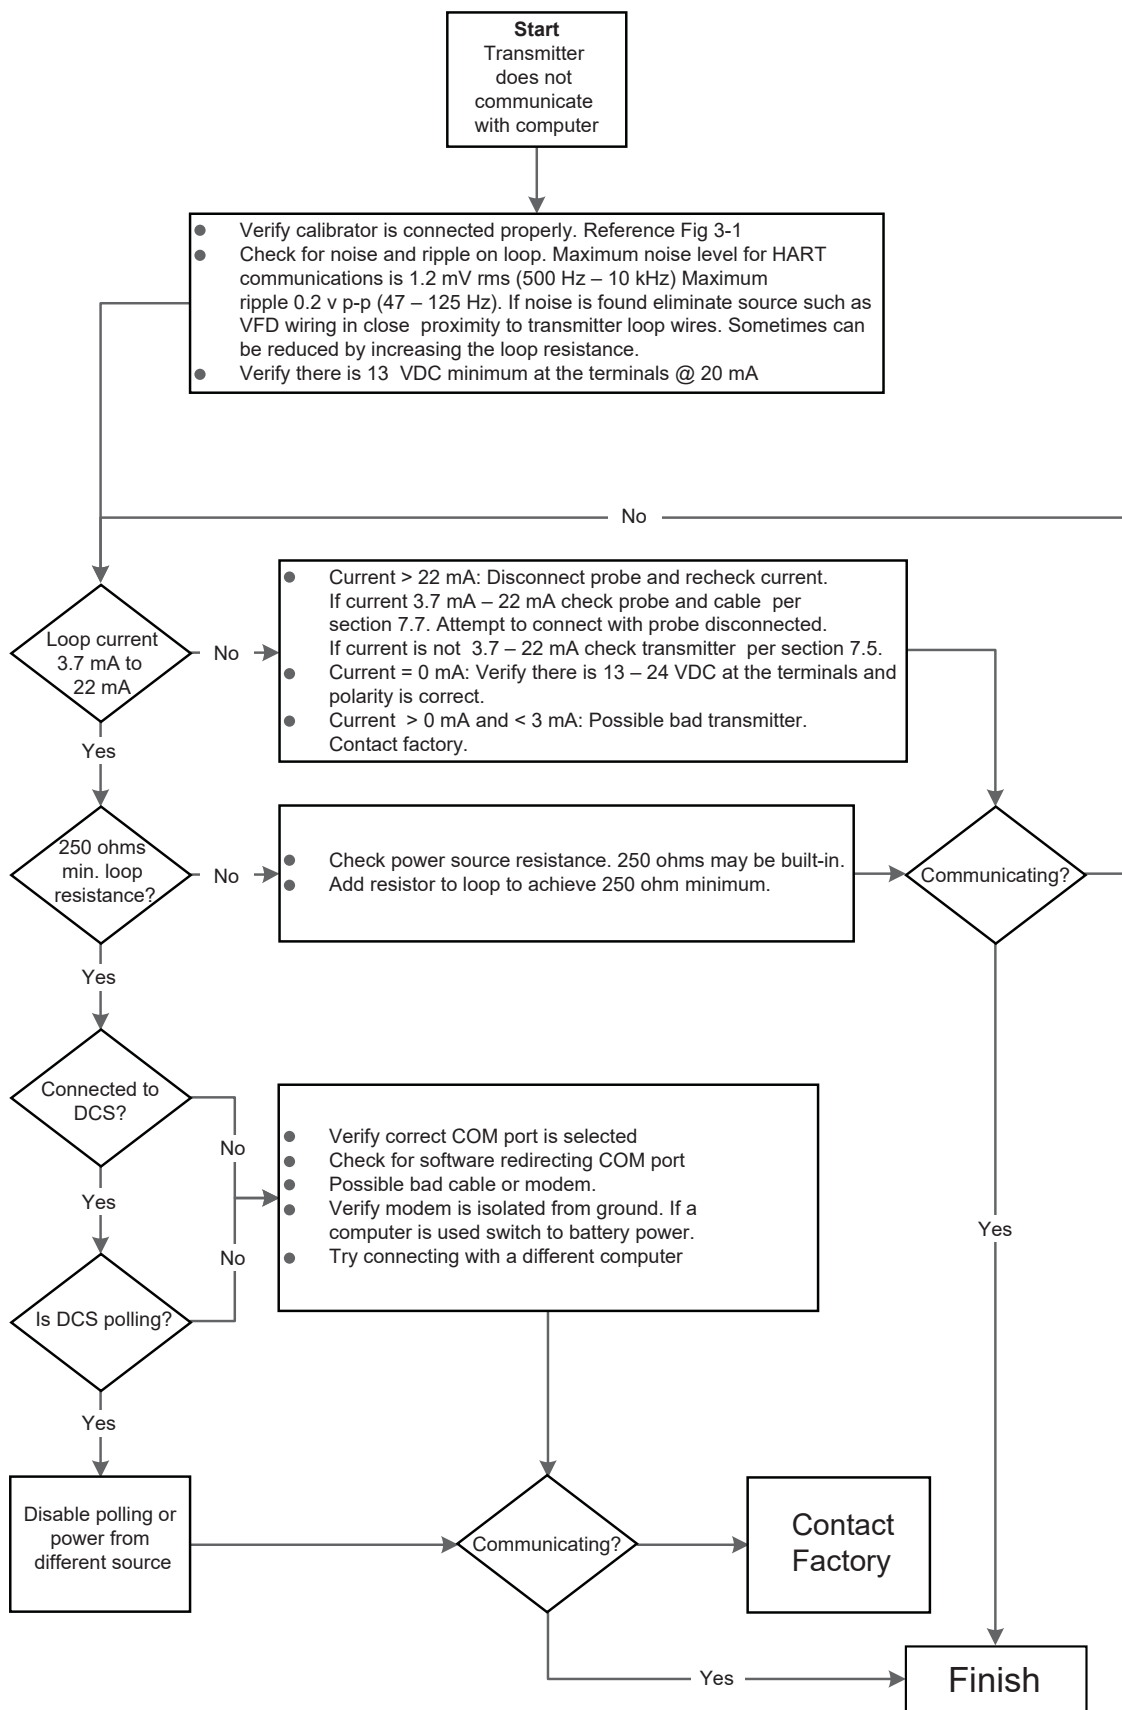 Start
Transmitter
does not
communicate
with computer
● Verify calibrator is connected properly. Reference Fig 3-1
● Check for noise and ripple on loop. Maximum noise level for HART
communications is 1.2 mV rms (500 Hz – 10 kHz) Maximum
ripple 0.2 v p-p (47 – 125 Hz). If noise is found eliminate source such as
VFD wiring in close proximity to transmitter loop wires. Sometimes can
be reduced by increasing the loop resistance.
● Verify there is 13 VDC minimum at the terminals @ 20 mA
No
Loop current
3.7 mA to
22 mA
No
● Current > 22 mA: Disconnect probe and recheck current.
If current 3.7 mA – 22 mA check probe and cable per
section 7.7. Attempt to connect with probe disconnected.
If current is not 3.7 – 22 mA check transmitter per section 7.5.
● Current = 0 mA: Verify there is 13 – 24 VDC at the terminals and
polarity is correct.
● Current > 0 mA and < 3 mA: Possible bad transmitter.
Contact factory.
Yes
250 ohms
min. loop
resistance?
No
● Check power source resistance. 250 ohms may be built-in.
● Add resistor to loop to achieve 250 ohm minimum.
Communicating?
Yes
Connected to
DCS?
No
● Verify correct COM port is selected
● Check for software redirecting COM port
● Possible bad cable or modem.
● Verify modem is isolated from ground. If a
computer is used switch to battery power.
● Try connecting with a different computer
Yes
Yes
No
Is DCS polling?
Yes
Disable polling or
power from
different source
Communicating?
Contact
Factory
Yes
Finish